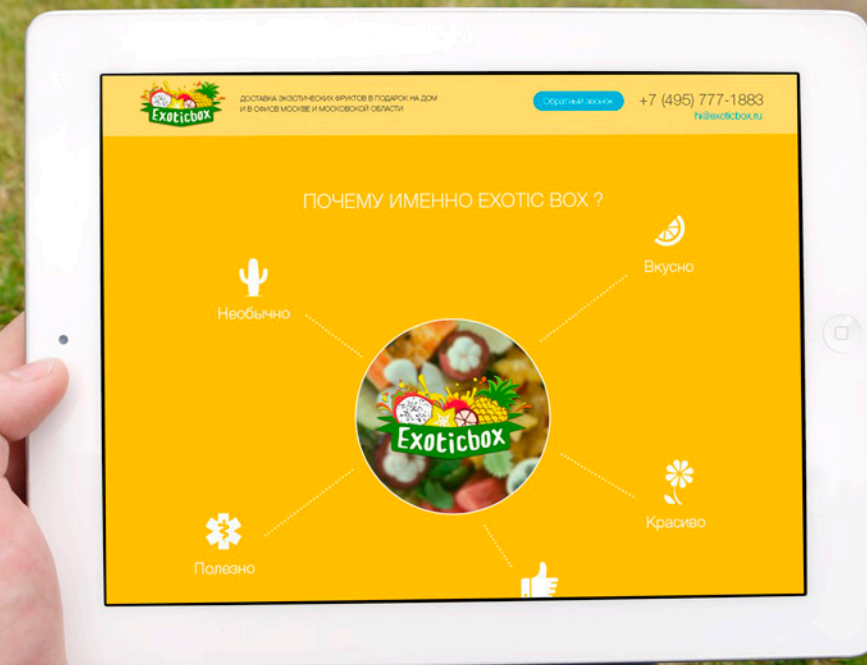 Exoticbox
ДОСТАВКА ЭКЗОТИЧЕСКИХ ФРУКТОВ В ПОДАРОК НА ДОМ
И В ОФИСВ МОСКВЕ И МОСКОВСКОЙ ОБЛАСТИ
Обратный звонок
+7 (495) 777-1883
hi@exoticbox.ru
ПОЧЕМУ ИМЕННО EXOTIC BOX ?
Вкусно
Необычно
Exoticbox
Красиво
Полезно